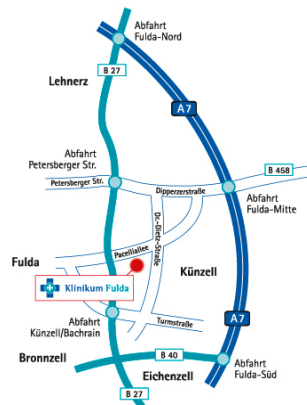 Abfahrt
Fulda-Nord
B 27
Lehnerz
A7
Abfahrt
Petersberger Str.
B 458
Petersberger Str.
Dipperzerstraße
Abfahrt
Fulda-Mitte
Dr.-Dietz-Straße
Pacelliallee
Fulda
Künzell
Klinikum Fulda
Abfahrt
Künzell/Bachrain
Turmstraße
A7
Bronnzell
B 40
Abfahrt
Fulda-Süd
Eichenzell
B 27